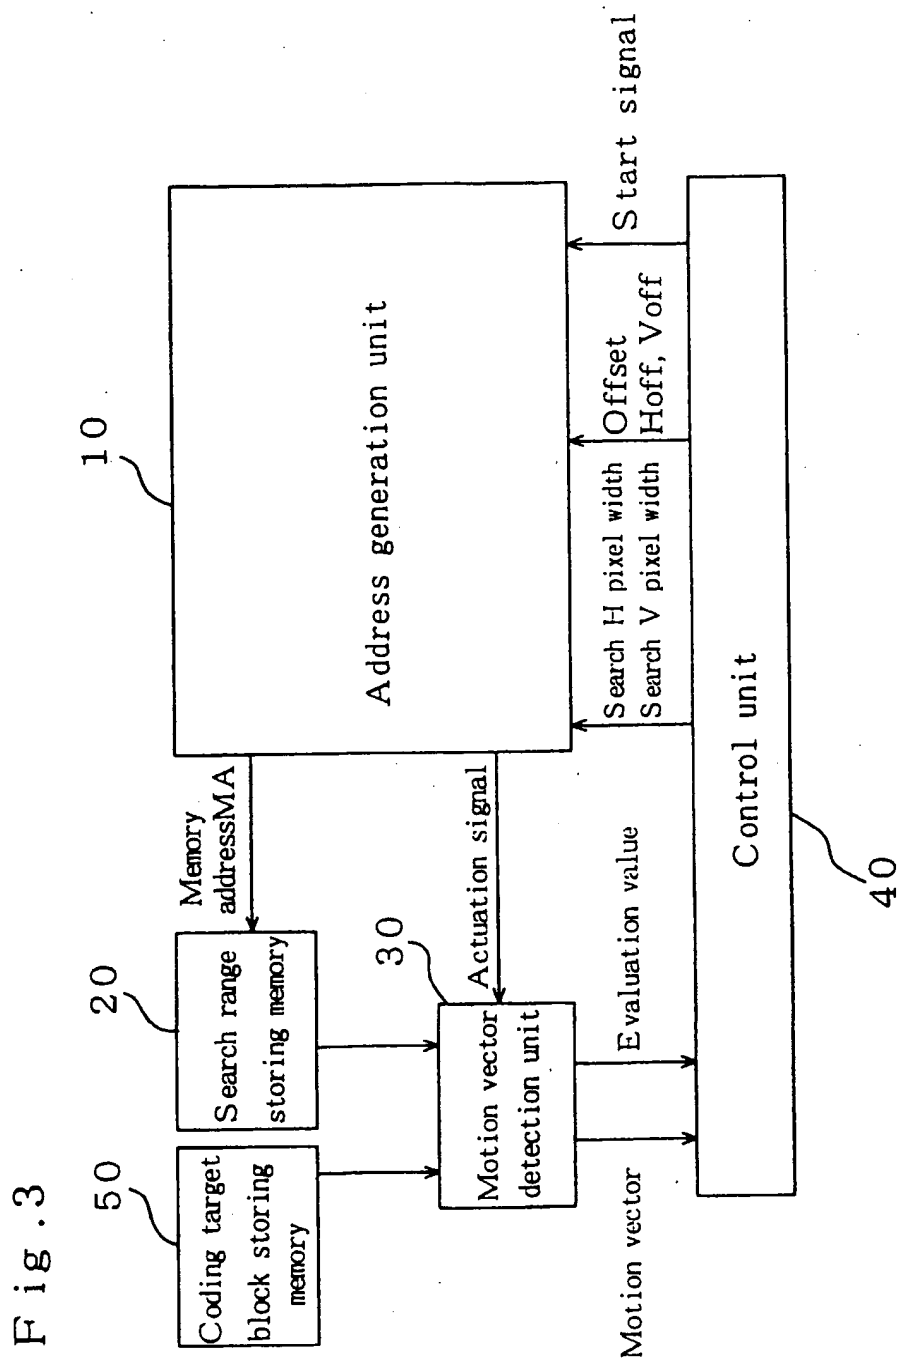 Fig.3
50
Coding target
block storing
memory
20
Search range
storing memory
Memory
addressMA
10
Address generation unit
30
Motion vector
detection unit
Actuation signal
Motion vector
Evaluation value
Search H pixel width
Search V pixel width
Offset
Hoff, Voff
Start signal
Control unit
40